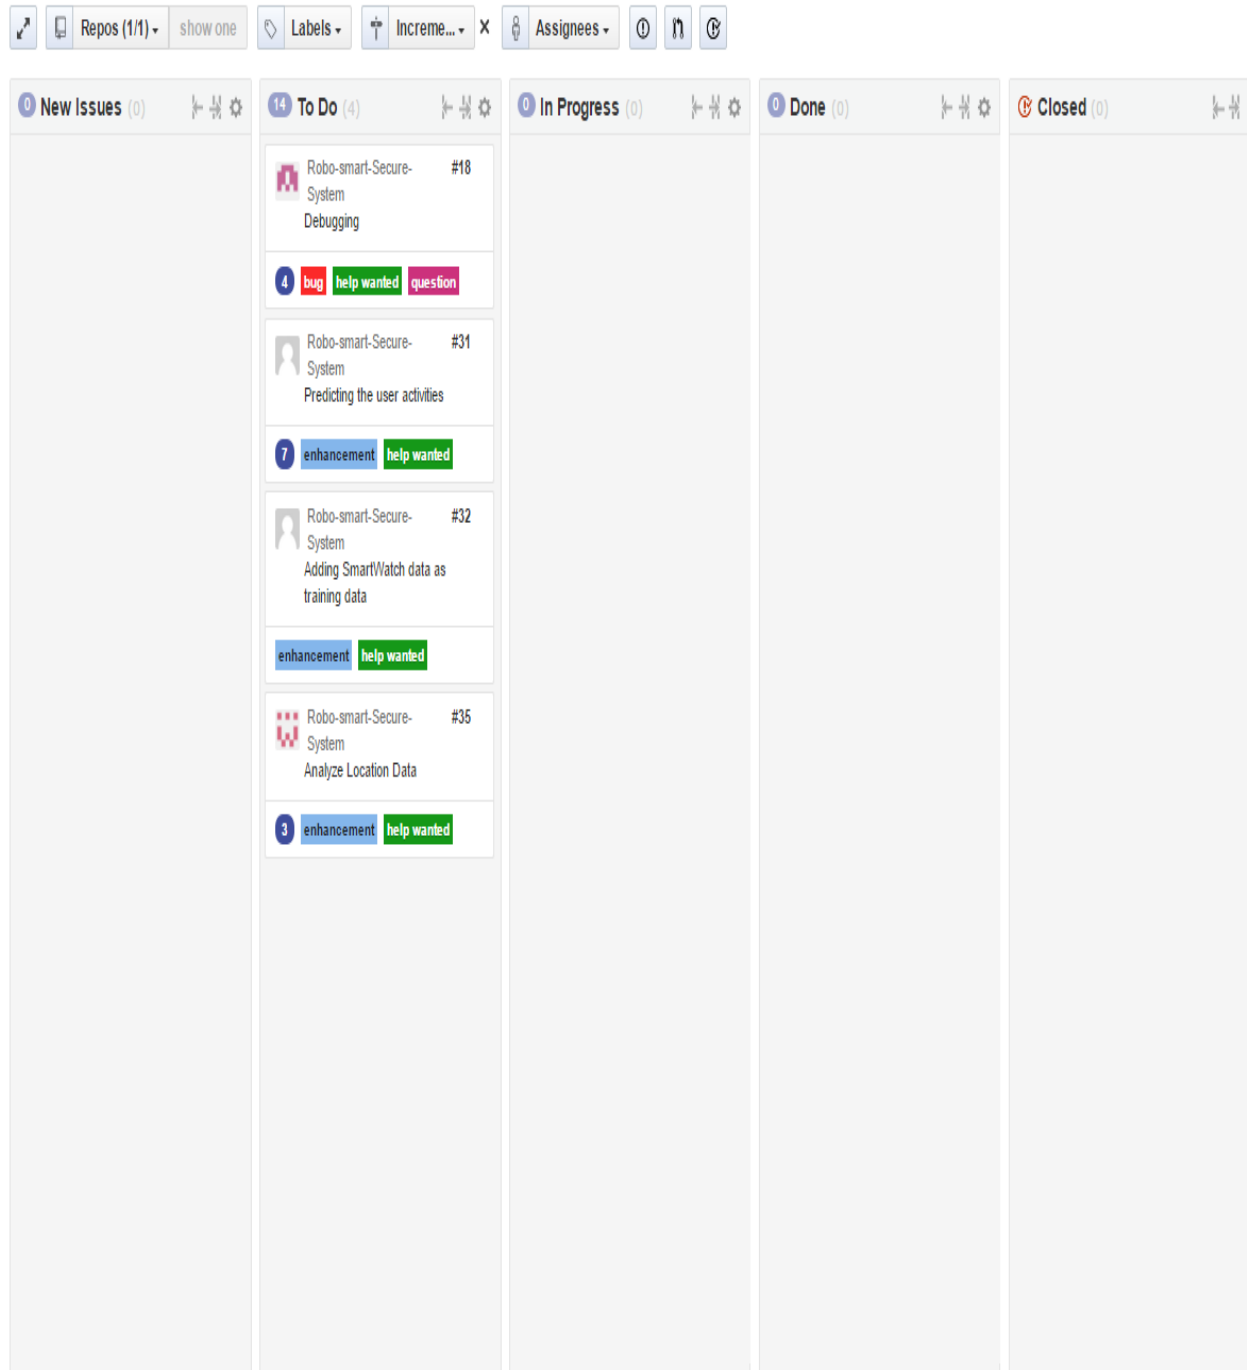 Repos (1/1) show one Labels Increme... × Assignees
0 New Issues (0)
14 To Do (4)
0 In Progress (0)
0 Done (0)
Closed (0)
Robo-smart-Secure- #18
System
Debugging
4 bug help wanted question
Robo-smart-Secure- #31
System
Predicting the user activities
7 enhancement help wanted
Robo-smart-Secure- #32
System
Adding SmartWatch data as
training data
enhancement help wanted
Robo-smart-Secure- #35
System
Analyze Location Data
3 enhancement help wanted